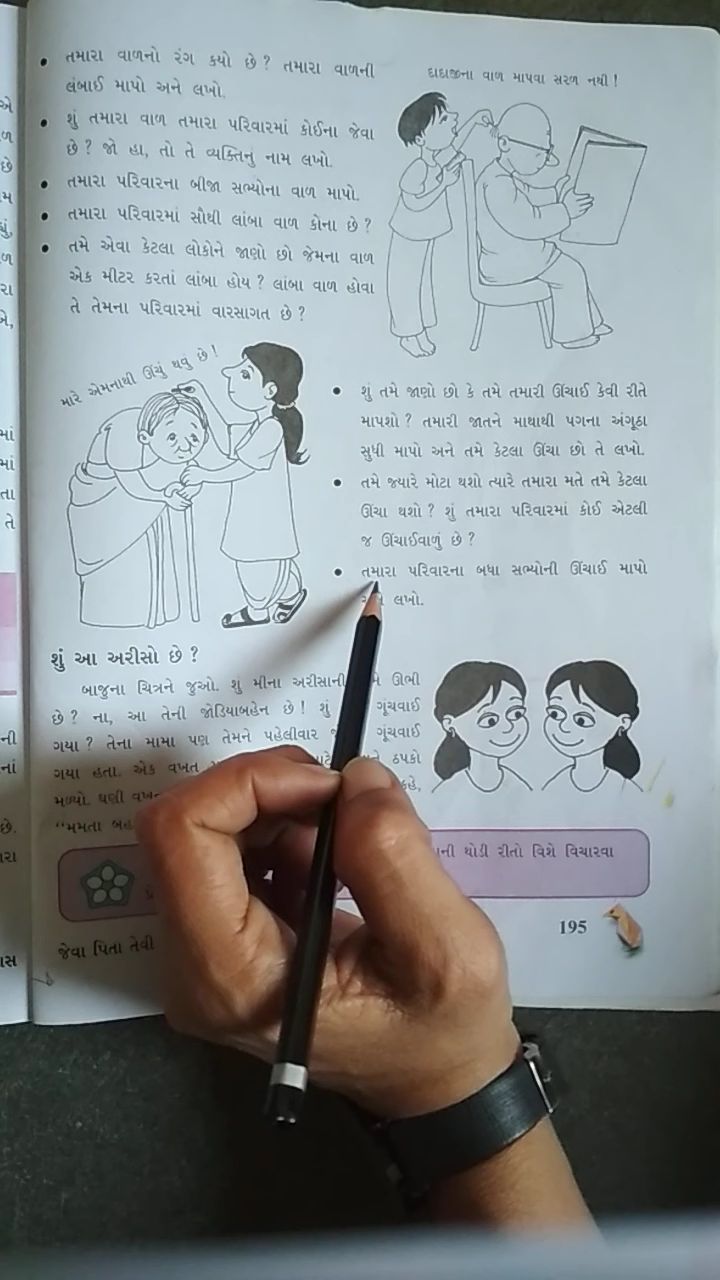 • તમારા વાળનો રંગ કયો છે ? તમારા વાળની
લંબાઈ માપો અને લખો.
• શું તમારા વાળ તમારા પરિવારમાં કોઈના જેવા
છે ? જો હા, તો તે વ્યક્તિનુ નામ લખો.
• તમારા પરિવારના બીજા સભ્યોના વાળ માપો.
• તમારા પરિવારમાં સૌથી લાંબા વાળ કોના છે ?
• તમે એવા કેટલા લોકોને જાણો છો જેમના વાળ
એક મીટર કરતાં લાંબા હોય ? લાંબા વાળ હોવા
તે તેમના પરિવારમાં વારસાગત છે ?
દાદાજીના વાળ માપવા સરળ નથી !
મારે એમનાથી ઊંચું થવું છે !
• શું તમે જાણો છો કે તમે તમારી ઊંચાઈ કેવી રીતે
માપશો ? તમારી જાતને માથાથી પગના અંગૂઠા
સુધી માપો અને તમે કેટલા ઊંચા છો તે લખો.
• તમે જ્યારે મોટા થશો ત્યારે તમારા મતે તમે કેટલા
ઊંચા થશો ? શું તમારા પરિવારમાં કોઈ એટલી
જ ઊંચાઈવાળું છે ?
• તમારા પરિવારના બધા સભ્યોની ઊંચાઈ માપો
લખો.
શું આ અરીસો છે ?
બાજુના ચિત્રને જુઓ. શું મીના અરીસાની ઊભી
છે ? ના, આ તેની જોડિયાબહેન છે ! શું ગૂંચવાઈ
ગયા ? તેના મામા પણ તેમને પહેલીવાર ગૂંચવાઈ
ગયા હતા. એક વખત ઠપકો
મળ્યો. ઘણી કહે,
“મમતા
ની થોડી રીતો વિશે વિચારવા
195
જેવા પિતા તેવી